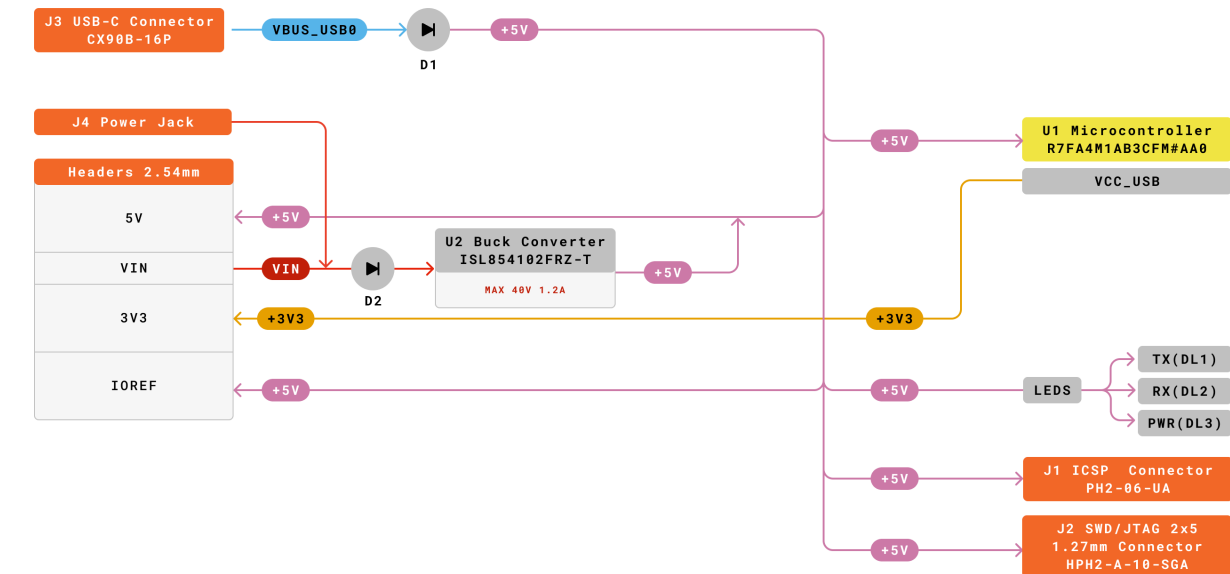 J3 USB-C Connector
CX90B-16P
VBUS_USB0
+5V
D1
J4 Power Jack
U1 Microcontroller
R7FA4M1AB3CFM#AA0
+5V
VCC_USB
Headers 2.54mm
5V
+5V
VIN
VIN
D2
U2 Buck Converter
ISL854102FRZ-T
MAX 40V 1.2A
+5V
3V3
+3V3
+3V3
IOREF
+5V
+5V
LEDS
TX(DL1)
RX(DL2)
PWR(DL3)
+5V
J1 ICSP Connector
PH2-06-UA
+5V
J2 SWD/JTAG 2x5
1.27mm Connector
HPH2-A-10-SGA